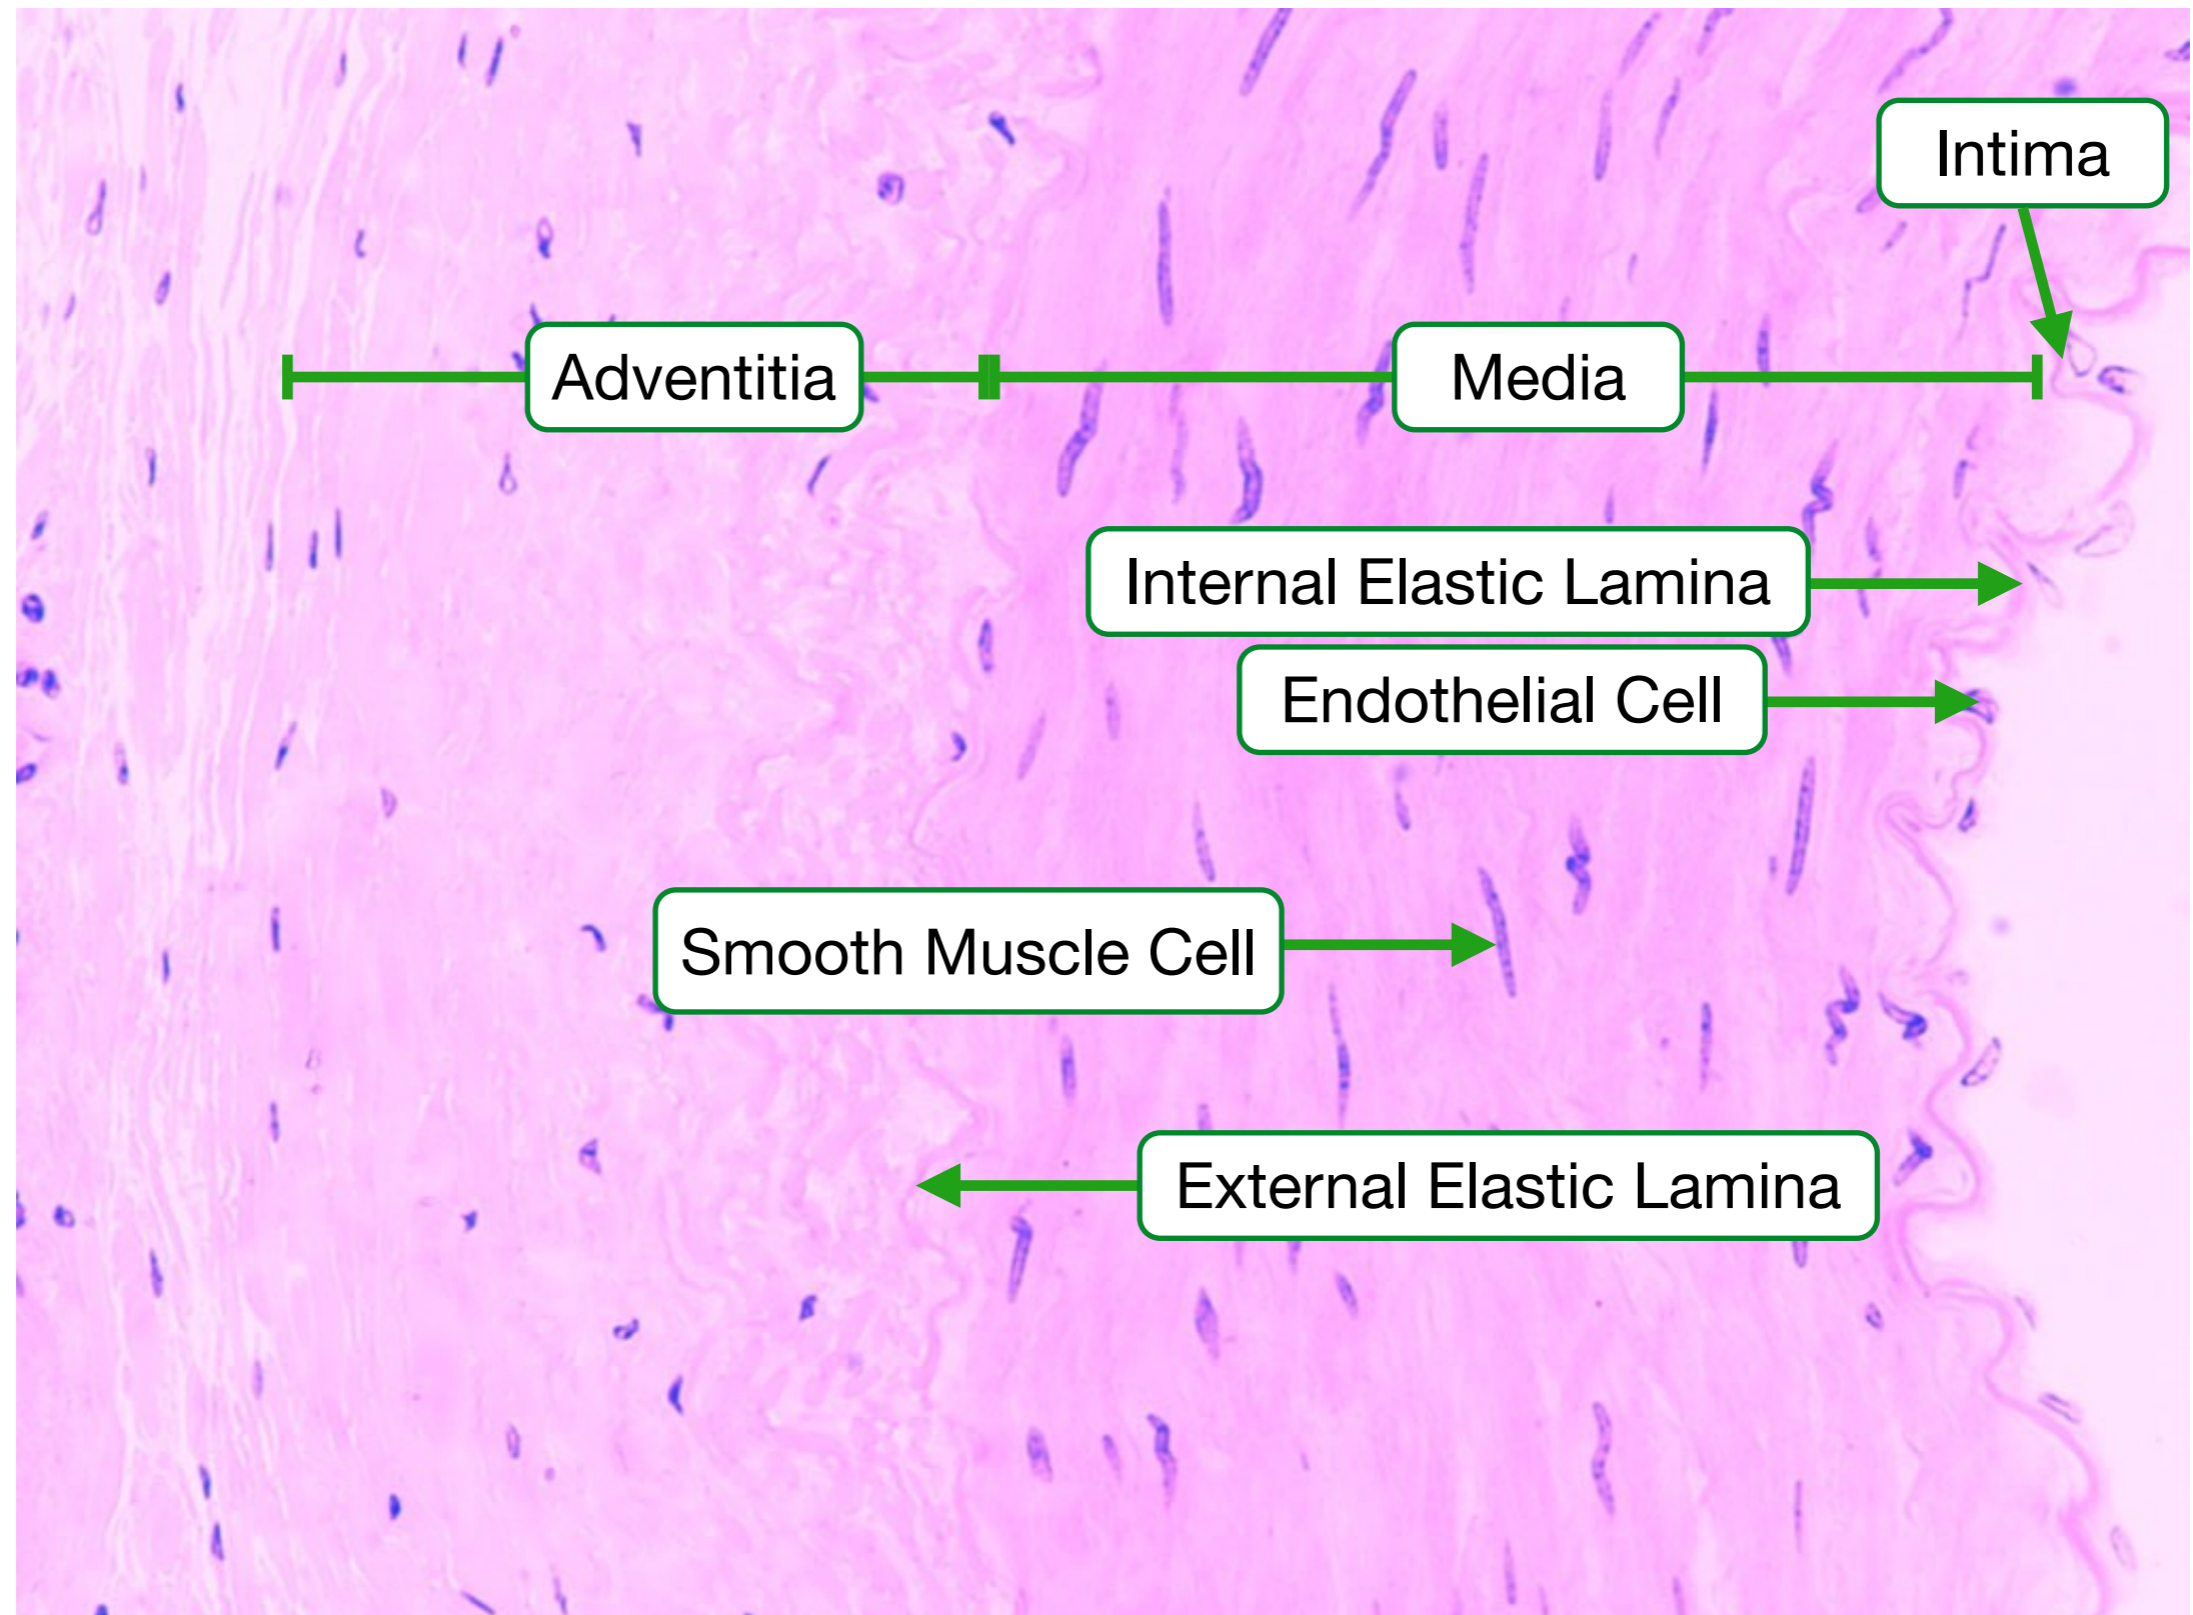 Intima
Adventitia
Media
Internal Elastic Lamina
Endothelial Cell
Smooth Muscle Cell
External Elastic Lamina